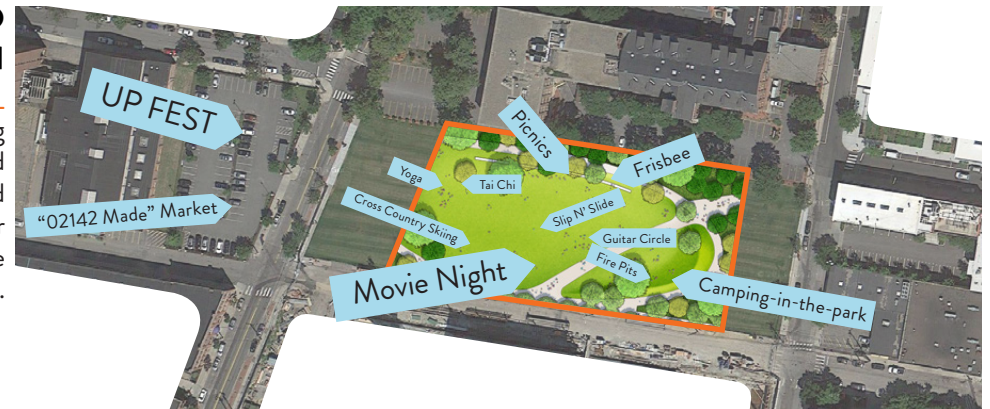 UP FEST
Picnics
Frisbee
Yoga
Tai Chi
Cross Country Skiing
Slip N' Slide
"02142 Made" Market
Guitar Circle
Fire Pits
Movie Night
Camping-in-the-park